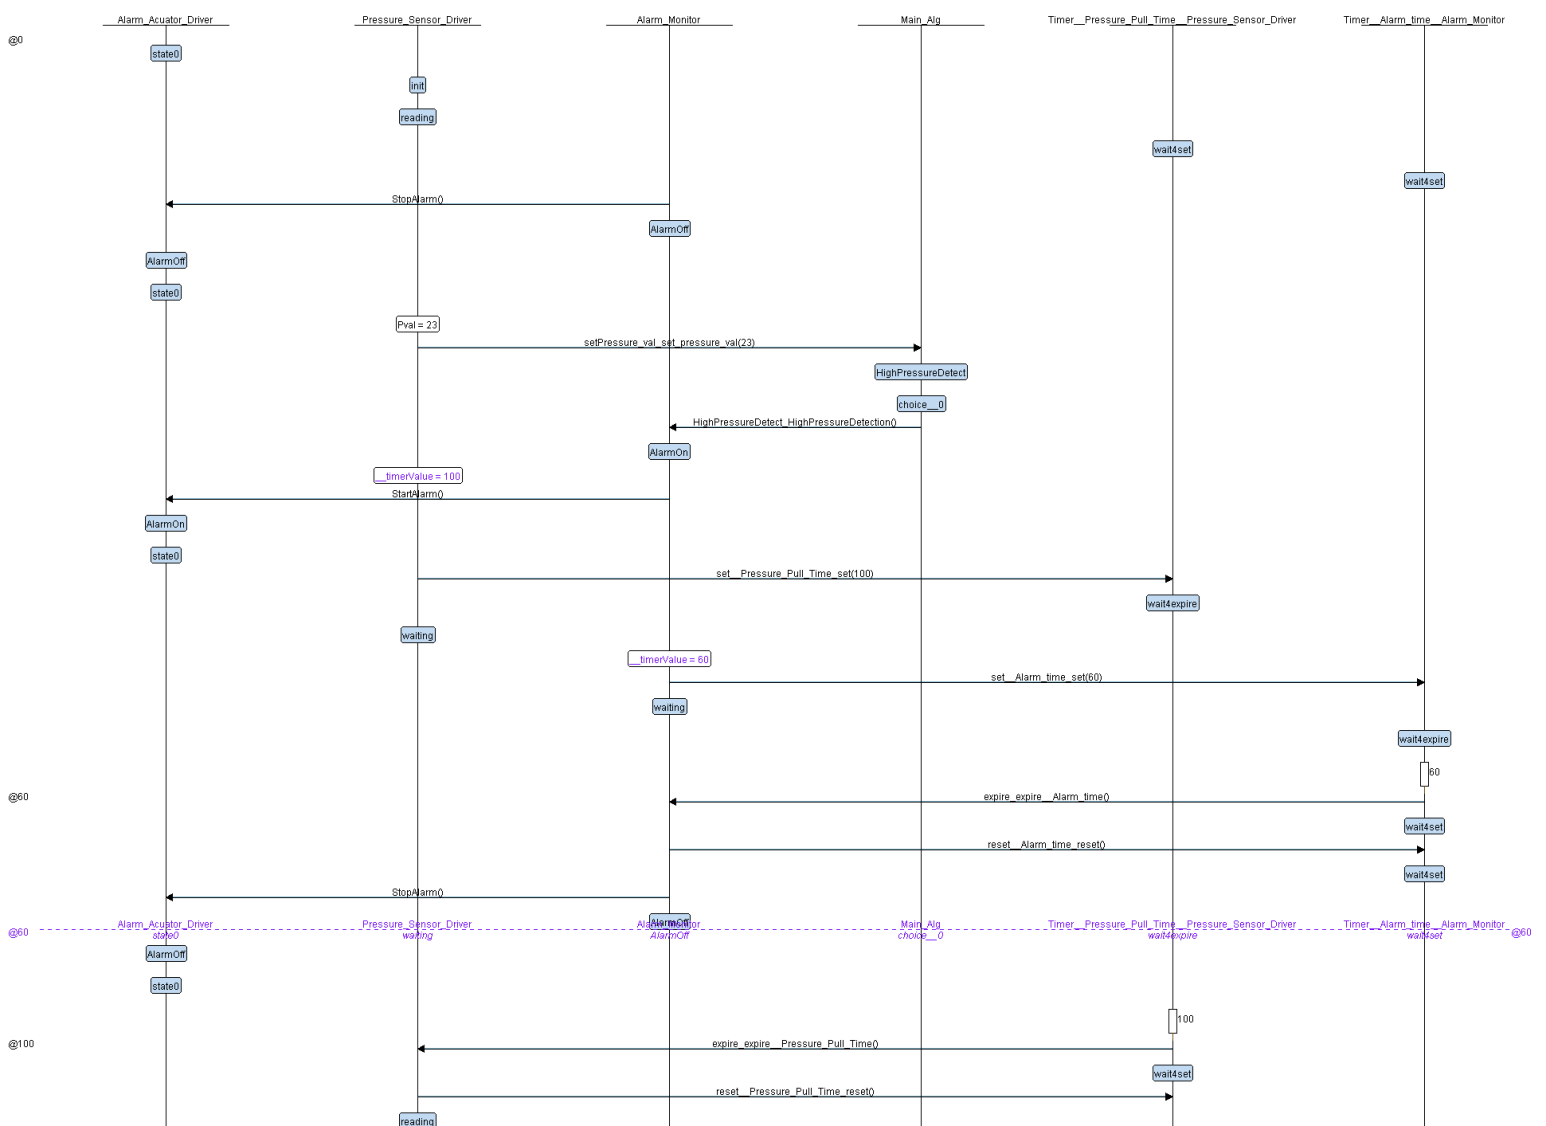 Alarm_Acuator_Driver Pressure_Sensor_Driver Alarm_Monitor Main_Alg Timer__Pressure_Pull_Time__Pressure_Sensor_Driver Timer__Alarm_time__Alarm_Monitor
@0
state0
init
reading
wait4set
wait4set
StopAlarm()
AlarmOff
AlarmOff
state0
Pval = 23
setPressure_val_set_pressure_val(23)
HighPressureDetect
choice__0
HighPressureDetect_HighPressureDetection()
AlarmOn
__timerValue = 100
StartAlarm()
AlarmOn
state0
set__Pressure_Pull_Time_set(100)
wait4expire
waiting
__timerValue = 60
set__Alarm_time_set(60)
waiting
wait4expire
60
@60
expire_expire__Alarm_time()
wait4set
reset__Alarm_time_reset()
wait4set
StopAlarm()
AlarmOff
Alarm_Acuator_Driver Pressure_Sensor_Driver Alarm_Monitor Main_Alg Timer__Pressure_Pull_Time__Pressure_Sensor_Driver Timer__Alarm_time__Alarm_Monitor
@60 state0 waiting AlarmOff choice__0 wait4expire wait4set @60
AlarmOff
state0
100
@100
expire_expire__Pressure_Pull_Time()
wait4set
reset__Pressure_Pull_Time_reset()
reading